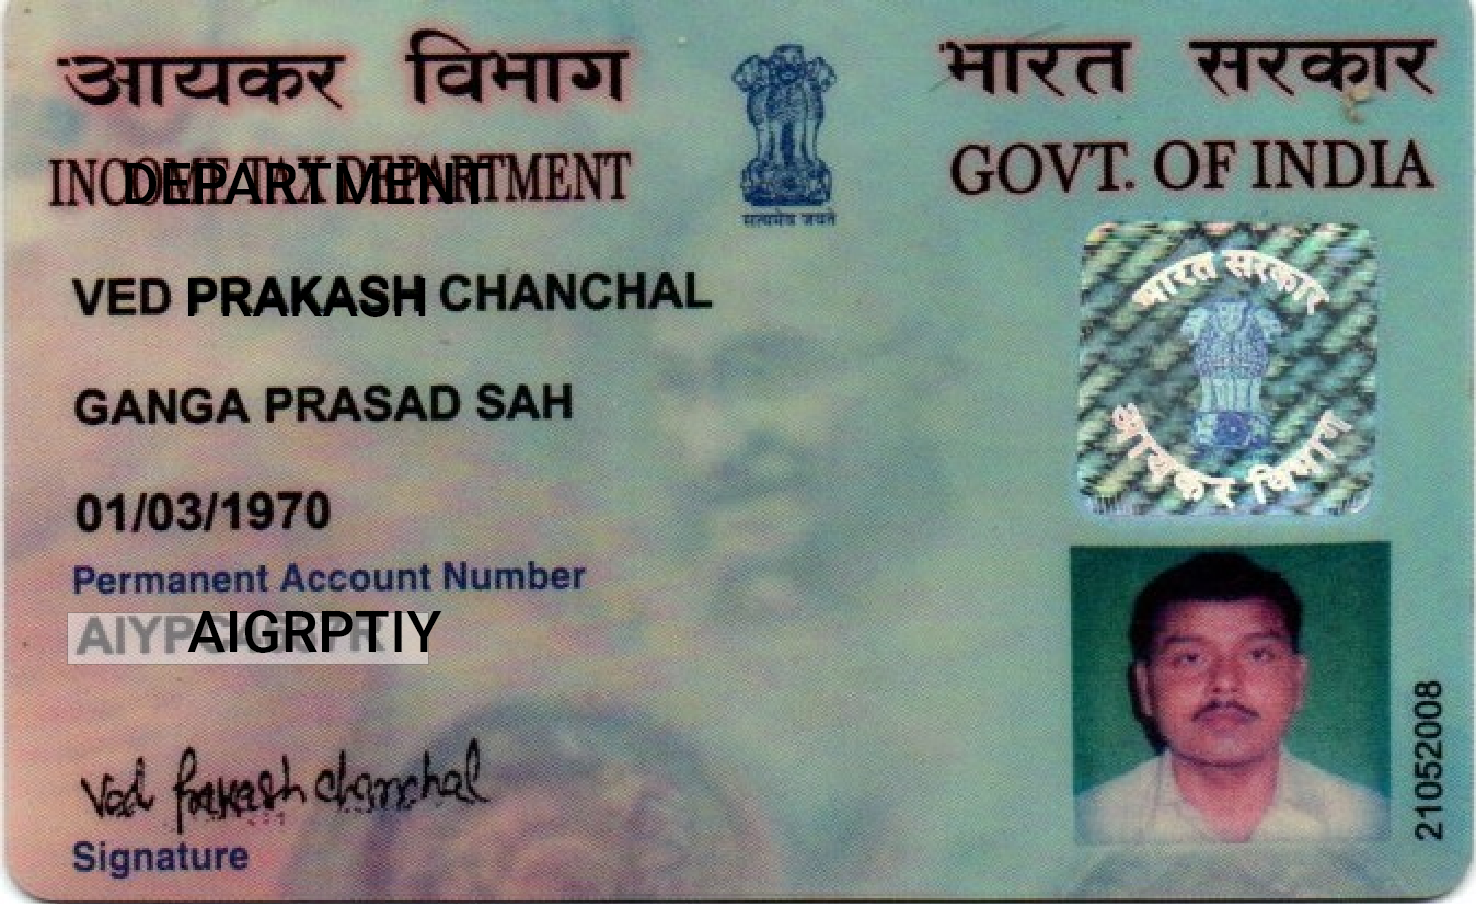 आयकर विभाग
भारत सरकार
INCOME TAX DEPARTMENT
DEPARTMENT
GOVT. OF INDIA
सत्यमेव जयते
VED PRAKASH CHANCHAL
भारत सरकार
आयकर विभाग
GANGA PRASAD SAH
01/03/1970
Permanent Account Number
AIGRPTIY
Ved Prakash Chanchal
Signature
21052008